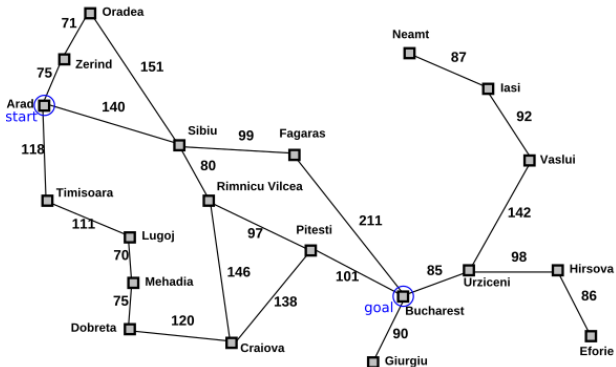 Oradea
71
Neamt
87
Zerind
75
151
Iasi
Arad
start
140
92
Sibiu
99
Fagaras
118
80
Vaslui
Rimnicu Vilcea
Timisoara
211
142
111
97
Pitesti
Lugoj
70
146
101
85
98
Hirsova
Mehadia
Urziceni
75
138
goal
Bucharest
86
120
90
Dobreta
Craiova
Giurgiu
Eforie